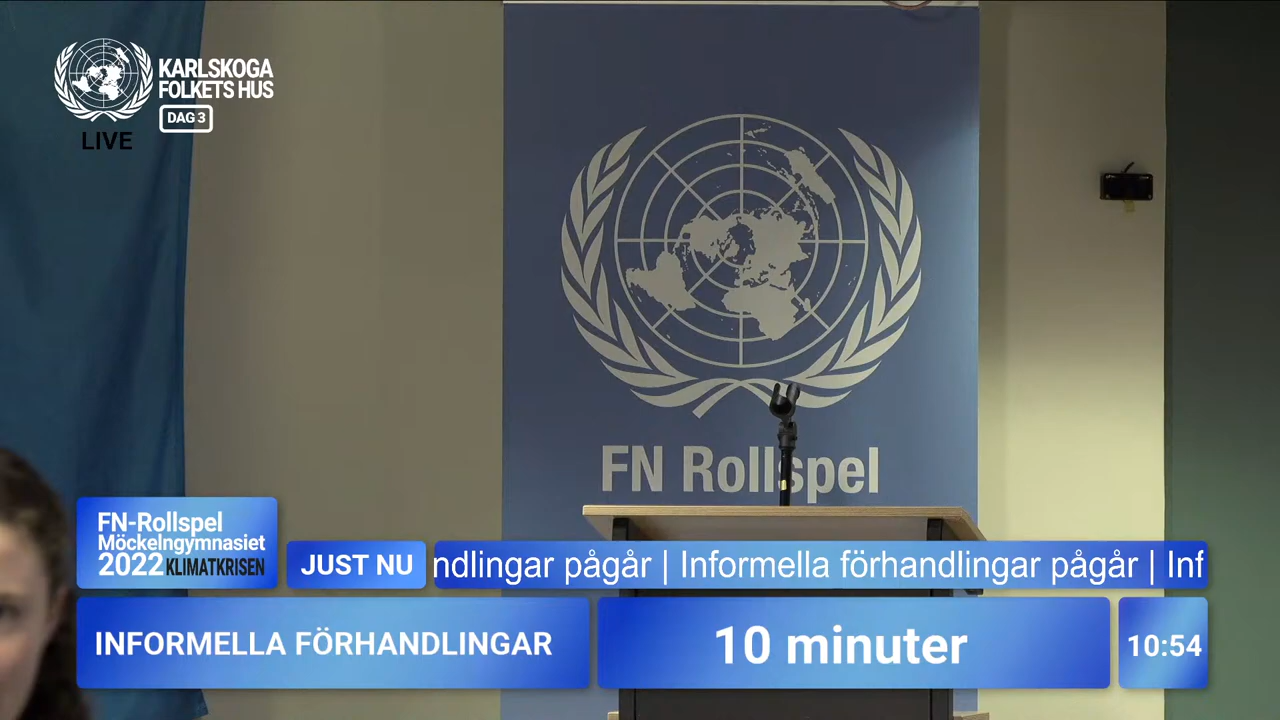 KARLSKOGA
FOLKETS HUS
DAG 3
LIVE
FN Rollspel
FN-Rollspel
Möckelngymnasiet
2022 KLIMATKRISEN
JUST NU
ndlingar pågår | Informella förhandlingar pågår | Inf
INFORMELLA FÖRHANDLINGAR
10 minuter
10:54